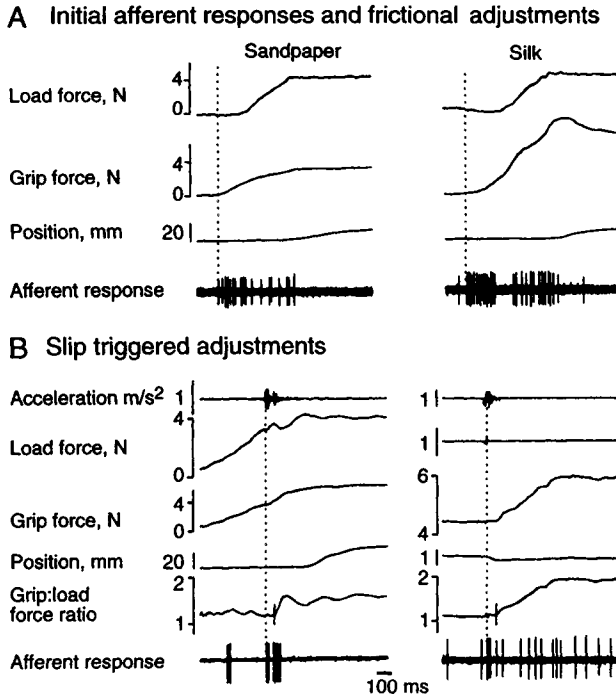 A Initial afferent responses and frictional adjustments
Sandpaper Silk
Load force, N 4
0
Grip force, N 4
0
Position, mm 20
Afferent response
B Slip triggered adjustments
Acceleration m/s² 1 1
Load force, N 4 1
0
Grip force, N 4 6
0 4
Position, mm 20 1
Grip:load
force ratio 2 2
1 1
Afferent response
100 ms